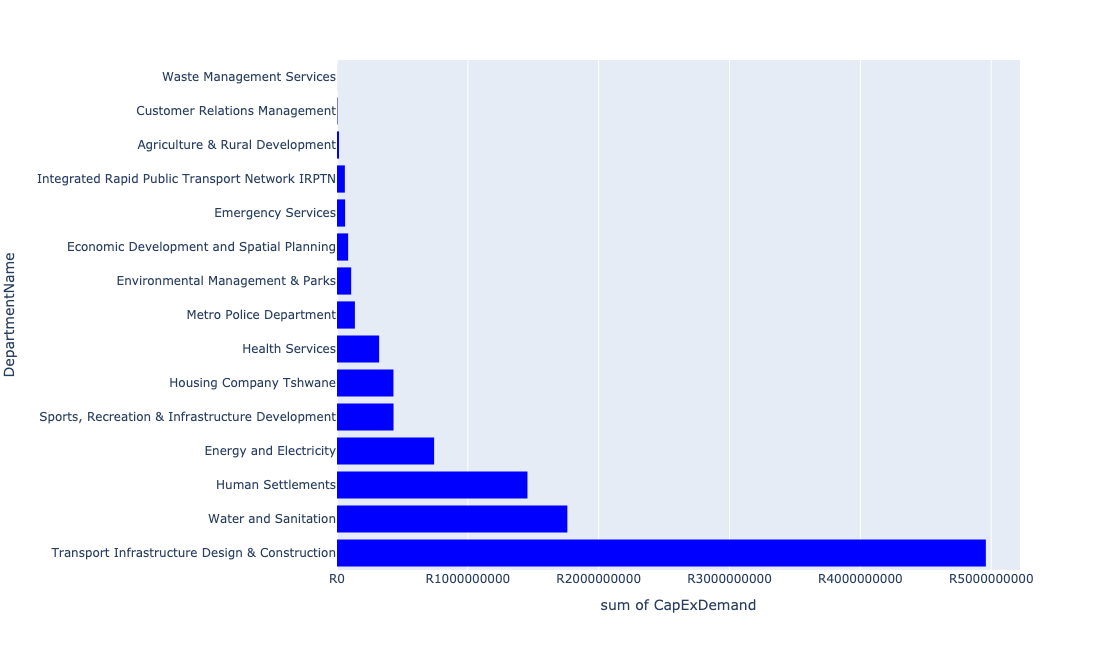 Waste Management Services
Customer Relations Management
Agriculture & Rural Development
Integrated Rapid Public Transport Network IRPTN
Emergency Services
Economic Development and Spatial Planning
Environmental Management & Parks
Metro Police Department
Health Services
Housing Company Tshwane
Sports, Recreation & Infrastructure Development
Energy and Electricity
Human Settlements
Water and Sanitation
Transport Infrastructure Design & Construction
DepartmentName
R0 R1000000000 R2000000000 R3000000000 R4000000000 R5000000000
sum of CapExDemand